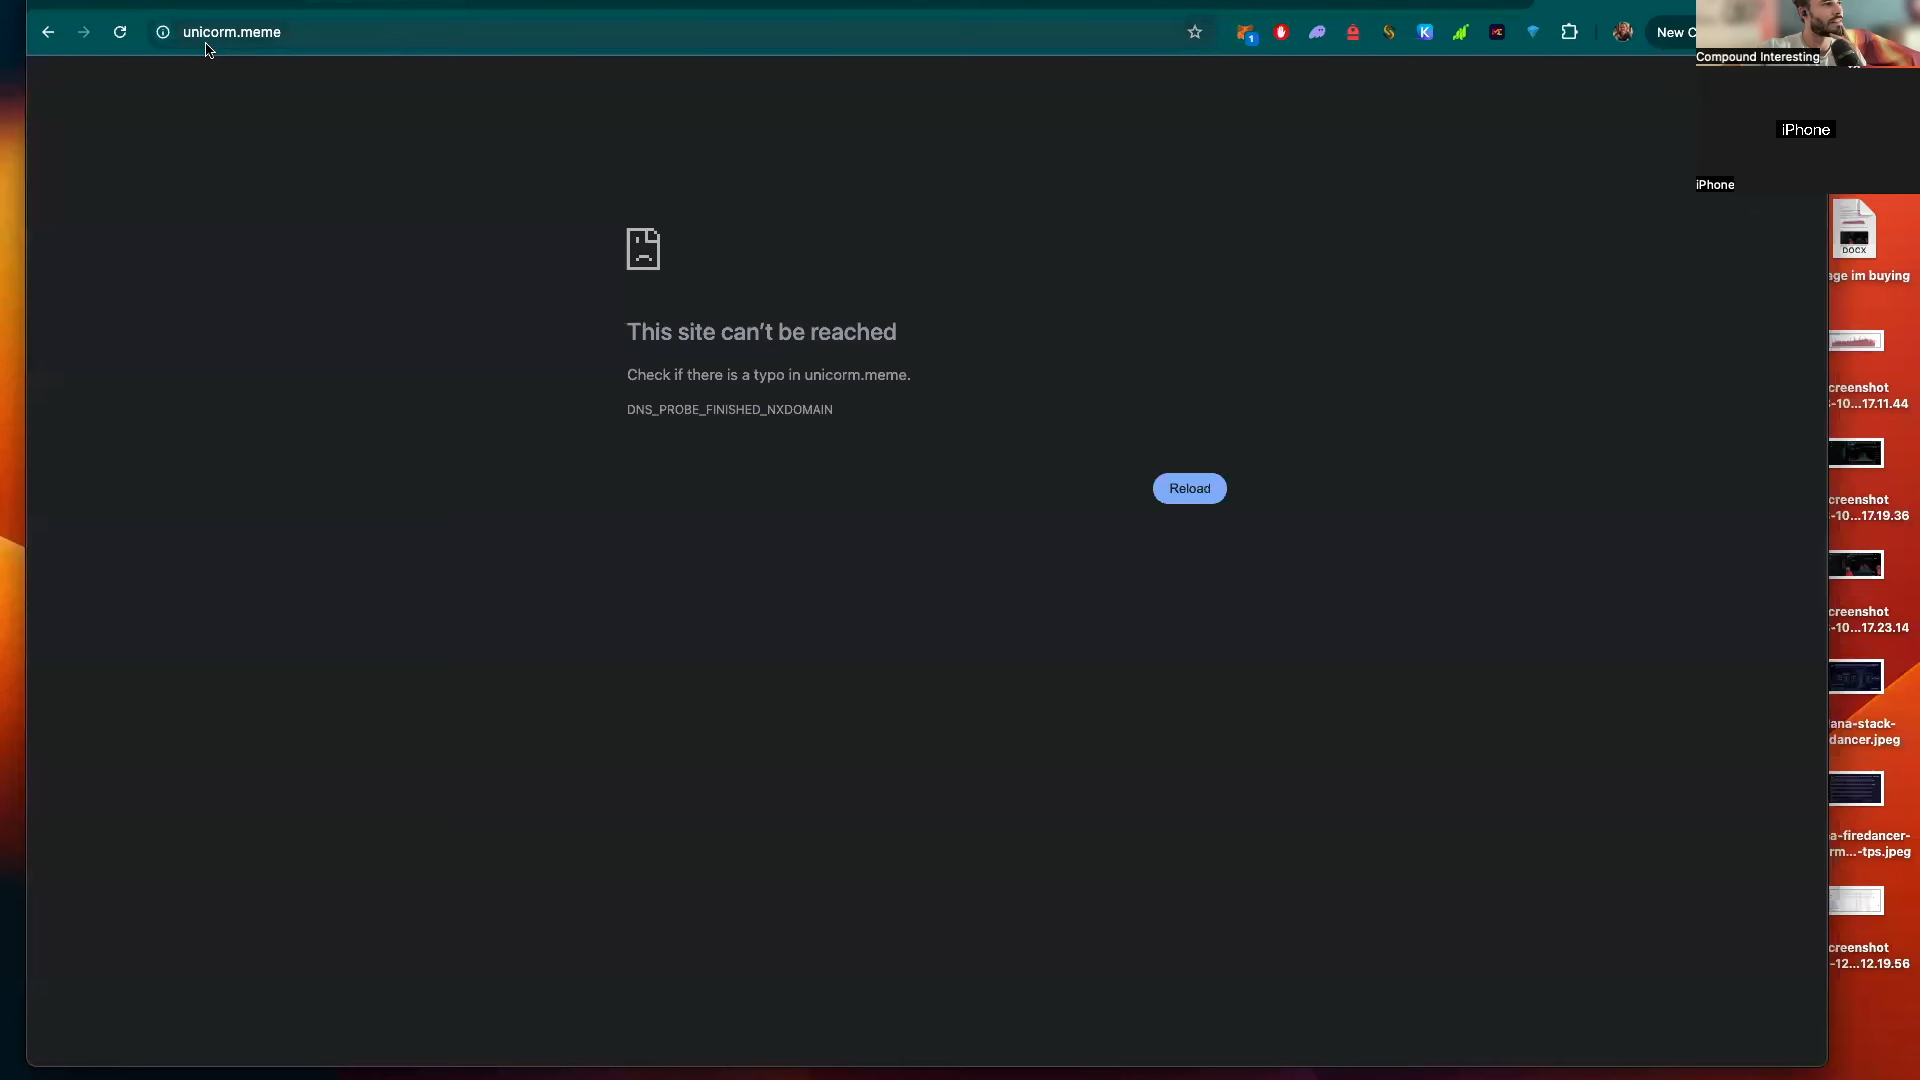 unicorm.meme
1
New C
Compound Interesting
iPhone
iPhone
This site can't be reached
Check if there is a typo in unicorm.meme.
DNS_PROBE_FINISHED_NXDOMAIN
Reload
DOCX
age im buying
creenshot
-10...17.11.44
creenshot
-10...17.19.36
creenshot
-10...17.23.14
ana-stack-
dancer.jpeg
a-firedancer-
rm...-tps.jpeg
creenshot
-12...12.19.56